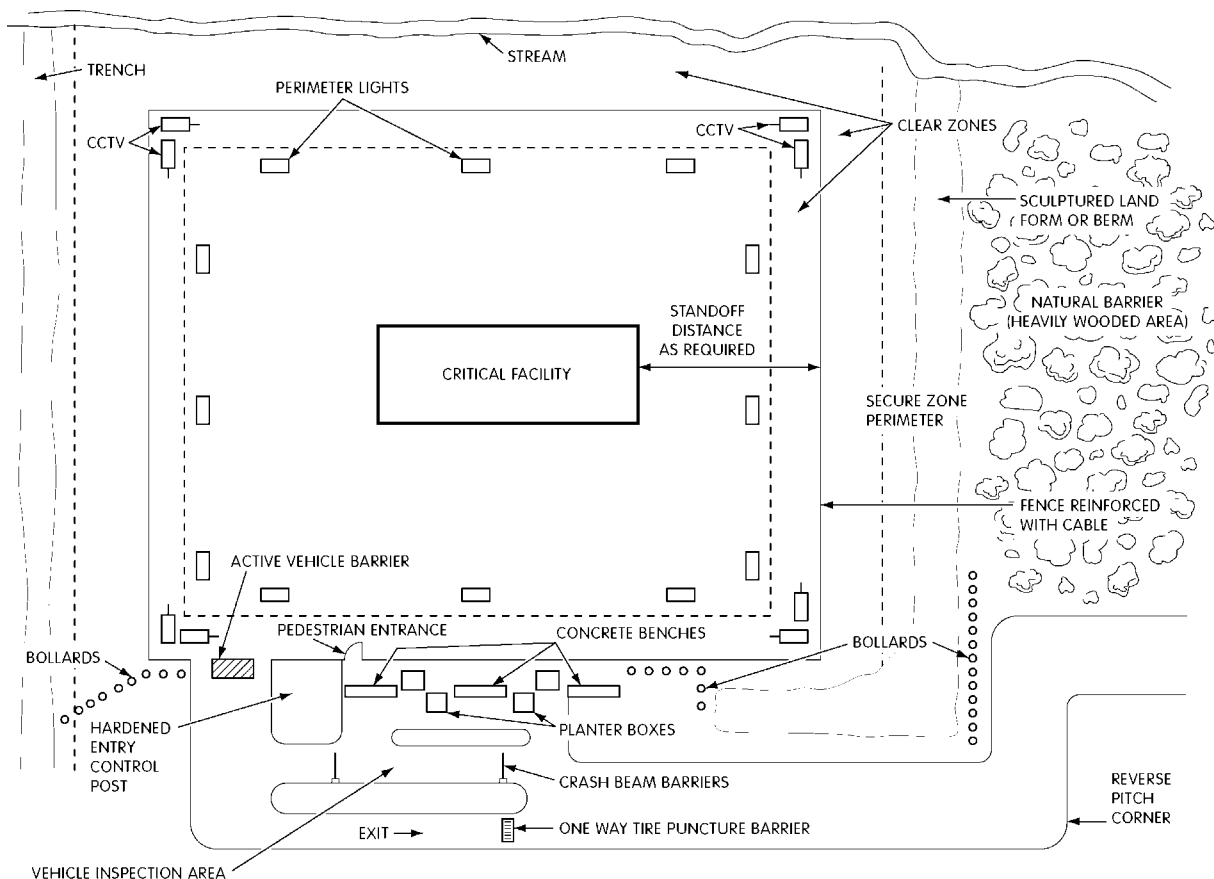 STREAM
TRENCH
PERIMETER LIGHTS
CCTV
CCTV
CLEAR ZONES
SCULPTURED LAND
FORM OR BERM
STANDOFF
DISTANCE
AS REQUIRED
NATURAL BARRIER
(HEAVILY WOODED AREA)
CRITICAL FACILITY
SECURE ZONE
PERIMETER
FENCE REINFORCED
WITH CABLE
ACTIVE VEHICLE BARRIER
PEDESTRIAN ENTRANCE
CONCRETE BENCHES
BOLLARDS
BOLLARDS
HARDENED
ENTRY
CONTROL
POST
PLANTER BOXES
CRASH BEAM BARRIERS
REVERSE
PITCH
CORNER
EXIT
ONE WAY TIRE PUNCTURE BARRIER
VEHICLE INSPECTION AREA